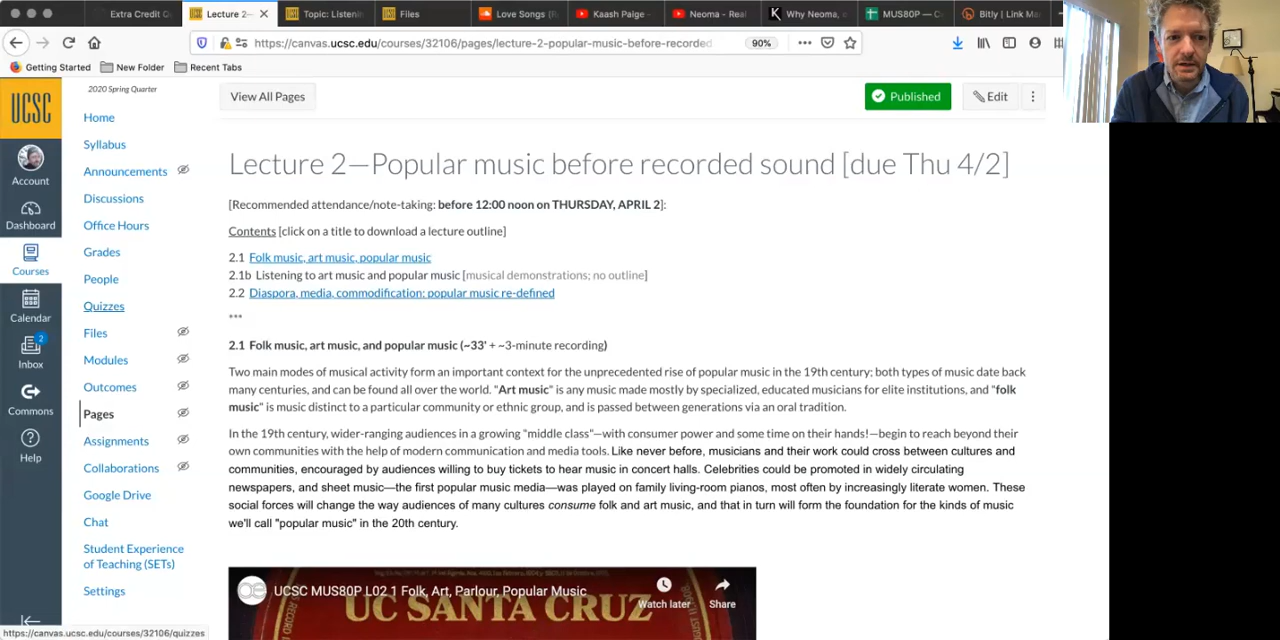 Extra Credit
Lecture 2—
Topic: Listenin
Files
Love Songs (
Kaash Paige -
Neoma - Real
Why Neoma,
MUS80P — C
Bitly | Link Ma
https://canvas.ucsc.edu/courses/32106/pages/lecture-2-popular-music-before-recorded
90%
Getting Started
New Folder
Recent Tabs
UCSC
Account
Dashboard
Courses
Calendar
2
Inbox
Commons
Help
2020 Spring Quarter
Home
Syllabus
Announcements
Discussions
Office Hours
Grades
People
Quizzes
Files
Modules
Outcomes
Pages
Assignments
Collaborations
Google Drive
Chat
Student Experience
of Teaching (SETs)
Settings
View All Pages
Published
Edit
Lecture 2—Popular music before recorded sound [due Thu 4/2]
[Recommended attendance/note-taking: before 12:00 noon on THURSDAY, APRIL 2]:
Contents [click on a title to download a lecture outline]
2.1 Folk music, art music, popular music
2.1b Listening to art music and popular music [musical demonstrations; no outline]
2.2 Diaspora, media, commodification: popular music re-defined
***
2.1 Folk music, art music, and popular music (~33' + ~3-minute recording)
Two main modes of musical activity form an important context for the unprecedented rise of popular music in the 19th century; both types of music date back
many centuries, and can be found all over the world. "Art music" is any music made mostly by specialized, educated musicians for elite institutions, and "folk
music" is music distinct to a particular community or ethnic group, and is passed between generations via an oral tradition.
In the 19th century, wider-ranging audiences in a growing "middle class"—with consumer power and some time on their hands!—begin to reach beyond their
own communities with the help of modern communication and media tools. Like never before, musicians and their work could cross between cultures and
communities, encouraged by audiences willing to buy tickets to hear music in concert halls. Celebrities could be promoted in widely circulating
newspapers, and sheet music—the first popular music media—was played on family living-room pianos, most often by increasingly literate women. These
social forces will change the way audiences of many cultures consume folk and art music, and that in turn will form the foundation for the kinds of music
we'll call "popular music" in the 20th century.
UCSC MUS80P L02 1 Folk, Art, Parlour, Popular Music
Watch later
Share
UC SANTA CRUZ
https://canvas.ucsc.edu/courses/32106/quizzes